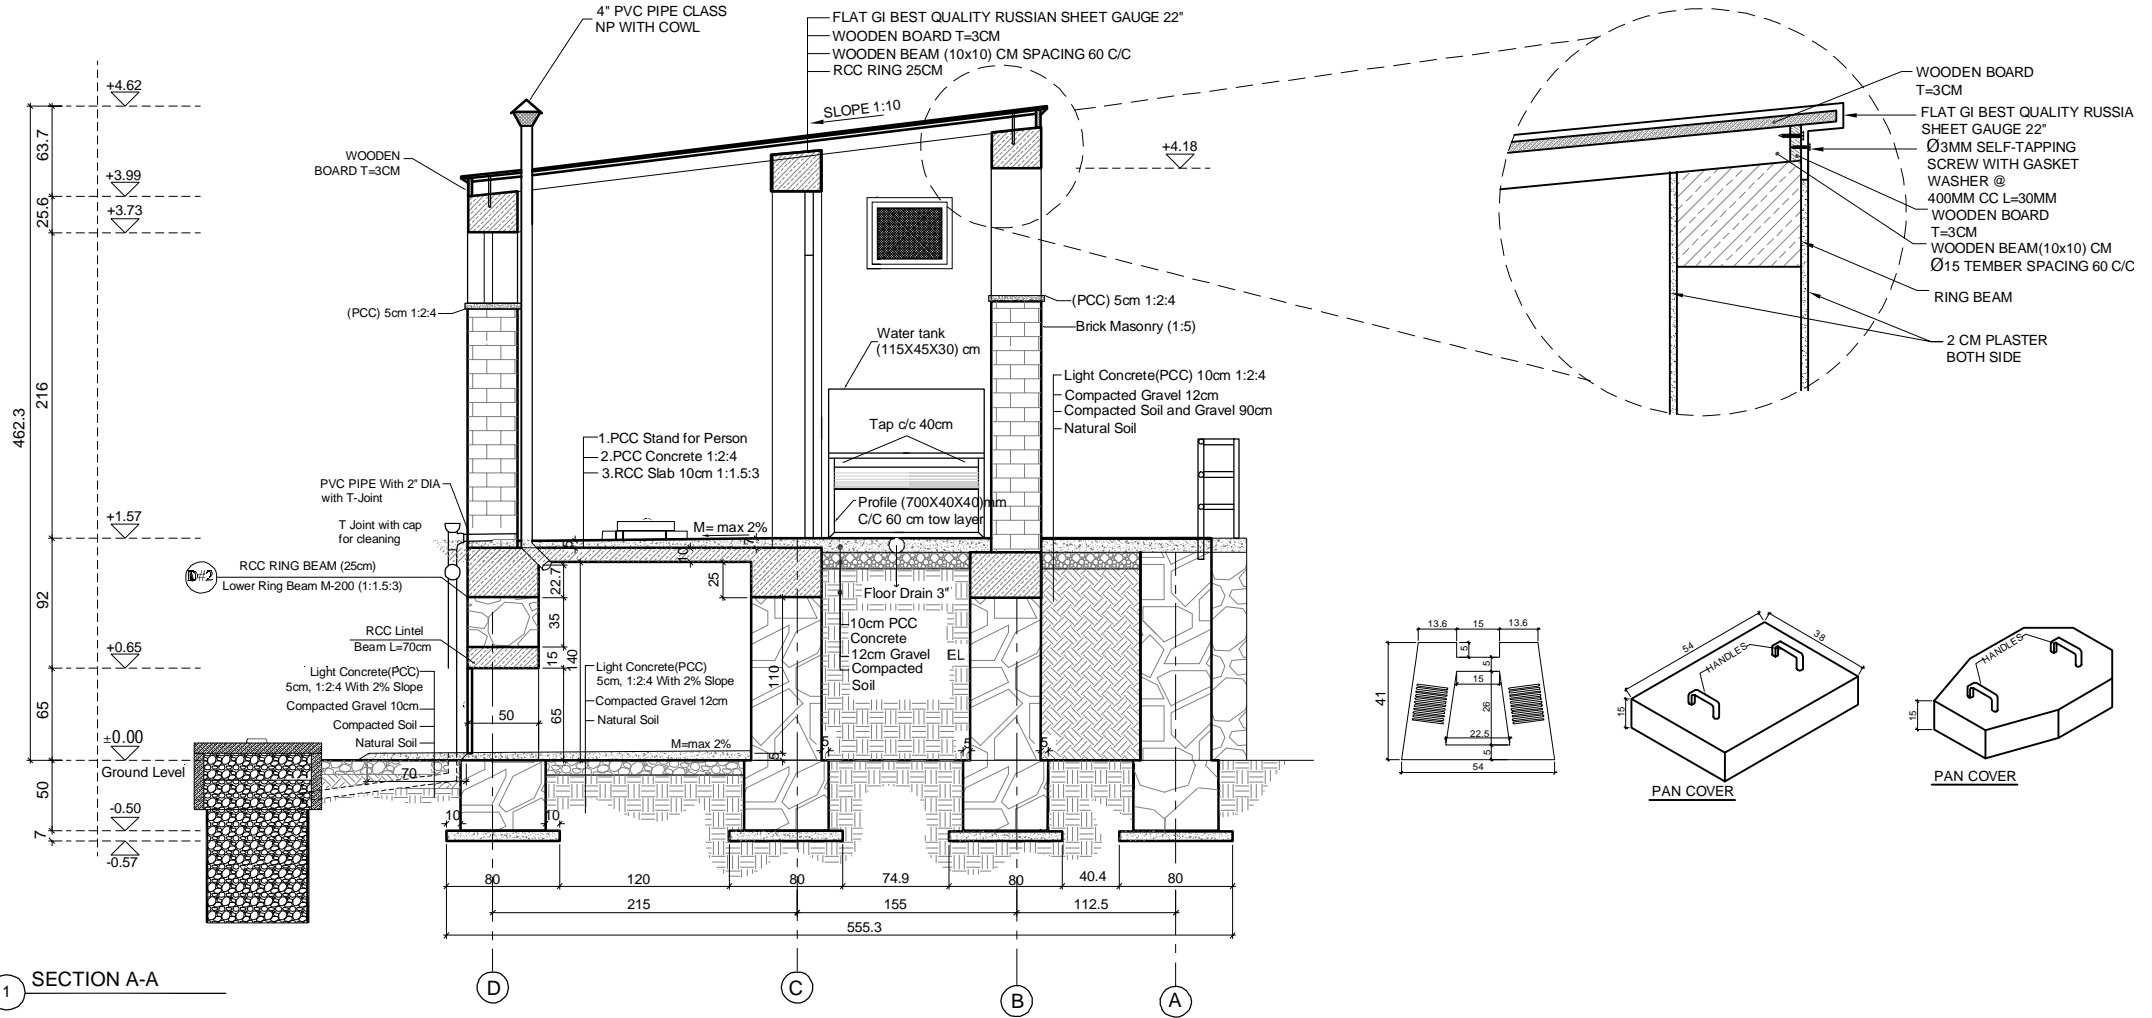 4" PVC PIPE CLASS
NP WITH COWL
FLAT GI BEST QUALITY RUSSIAN SHEET GAUGE 22"
WOODEN BOARD T=3CM
WOODEN BEAM (10x10) CM SPACING 60 C/C
RCC RING 25CM
SLOPE 1:10
WOODEN
BOARD T=3CM
+4.62
+3.99
+3.73
+1.57
+0.65
±0.00
Ground Level
-0.50
-0.57
+4.18
63.7
25.6
216
462.3
92
65
50
7
(PCC) 5cm 1:2:4
(PCC) 5cm 1:2:4
Brick Masonry (1:5)
Water tank
(115X45X30) cm
Light Concrete(PCC) 10cm 1:2:4
Compacted Gravel 12cm
Compacted Soil and Gravel 90cm
Natural Soil
Tap c/c 40cm
1.PCC Stand for Person
2.PCC Concrete 1:2:4
3.RCC Slab 10cm 1:1.5:3
PVC PIPE With 2" DIA
with T-Joint
T Joint with cap
for cleaning
Profile (700X40X40)mm
C/C 60 cm tow layer
M= max 2%
5
10
7
D#2
RCC RING BEAM (25cm)
Lower Ring Beam M-200 (1:1.5:3)
22.7
25
35
15
140
65
110
5
50
Floor Drain 3"
10cm PCC
Concrete
12cm Gravel
Compacted
Soil
EL
RCC Lintel
Beam L=70cm
Light Concrete(PCC)
5cm, 1:2:4 With 2% Slope
Compacted Gravel 10cm
Compacted Soil
Natural Soil
Light Concrete(PCC)
5cm, 1:2:4 With 2% Slope
Compacted Gravel 12cm
Natural Soil
M=max 2%
5
5
5
70
10
10
80
120
80
74.9
80
40.4
80
215
155
112.5
555.3
D
C
B
A
1
SECTION A-A
WOODEN BOARD
T=3CM
FLAT GI BEST QUALITY RUSSIA
SHEET GAUGE 22"
Ø3MM SELF-TAPPING
SCREW WITH GASKET
WASHER @
400MM CC L=30MM
WOODEN BOARD
T=3CM
WOODEN BEAM(10x10) CM
Ø15 TEMBER SPACING 60 C/C
RING BEAM
2 CM PLASTER
BOTH SIDE
13.6
15
13.6
5
5
15
26
22.5
5
41
54
54
38
HANDLES
HANDLES
15
PAN COVER
HANDLES
15
PAN COVER